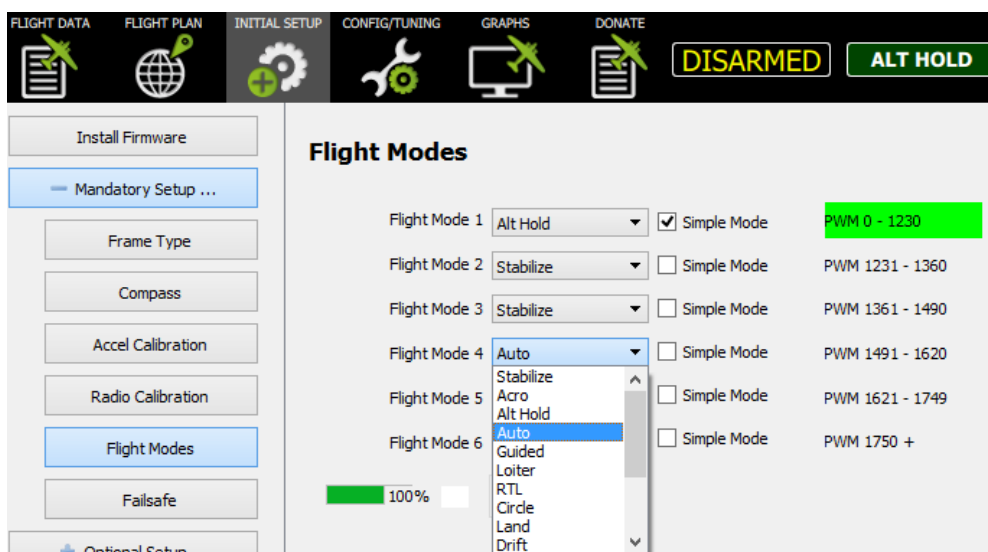 FLIGHT DATA FLIGHT PLAN INITIAL SETUP CONFIG/TUNING GRAPHS DONATE
DISARMED ALT HOLD
Install Firmware
Mandatory Setup ...
Frame Type
Compass
Accel Calibration
Radio Calibration
Flight Modes
Failsafe
Optional Setup
Flight Modes
Flight Mode 1 Alt Hold Simple Mode PWM 0 - 1230
Flight Mode 2 Stabilize Simple Mode PWM 1231 - 1360
Flight Mode 3 Stabilize Simple Mode PWM 1361 - 1490
Flight Mode 4 Auto Simple Mode PWM 1491 - 1620
Flight Mode 5 Simple Mode PWM 1621 - 1749
Flight Mode 6 Simple Mode PWM 1750 +
Stabilize
Acro
Alt Hold
Auto
Guided
Loiter
RTL
Circle
Land
Drift
100%